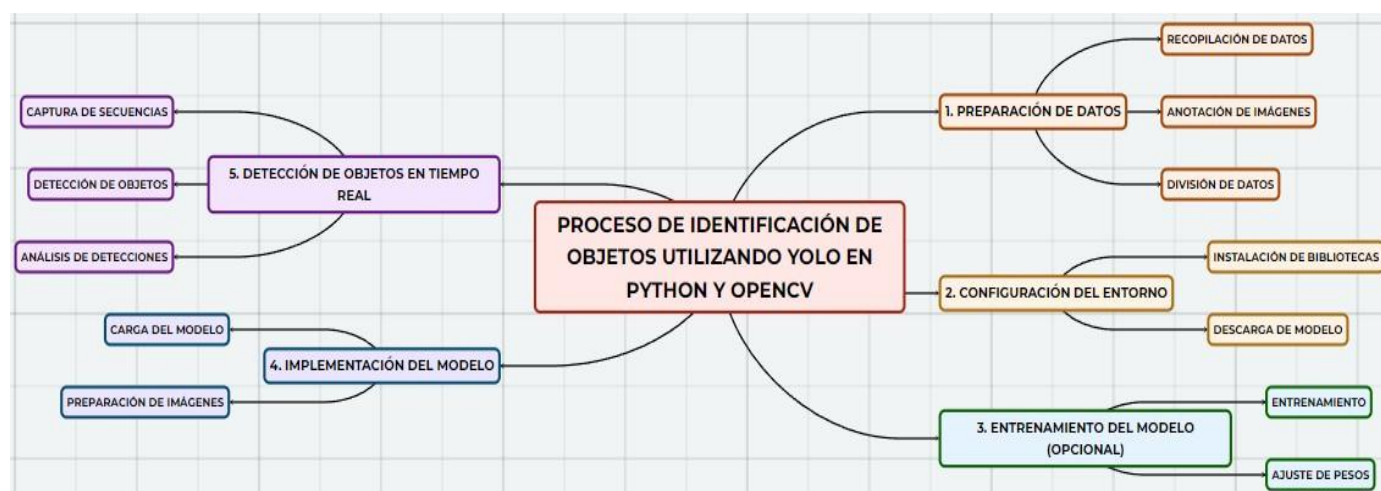 PROCESO DE IDENTIFICACIÓN DE
OBJETOS UTILIZANDO YOLO EN
PYTHON Y OPENCV
1. PREPARACIÓN DE DATOS
RECOPILACIÓN DE DATOS
ANOTACIÓN DE IMÁGENES
DIVISIÓN DE DATOS
2. CONFIGURACIÓN DEL ENTORNO
INSTALACIÓN DE BIBLIOTECAS
DESCARGA DE MODELO
3. ENTRENAMIENTO DEL MODELO
(OPCIONAL)
ENTRENAMIENTO
AJUSTE DE PESOS
4. IMPLEMENTACIÓN DEL MODELO
CARGA DEL MODELO
PREPARACIÓN DE IMÁGENES
5. DETECCIÓN DE OBJETOS EN TIEMPO
REAL
CAPTURA DE SECUENCIAS
DETECCIÓN DE OBJETOS
ANÁLISIS DE DETECCIONES